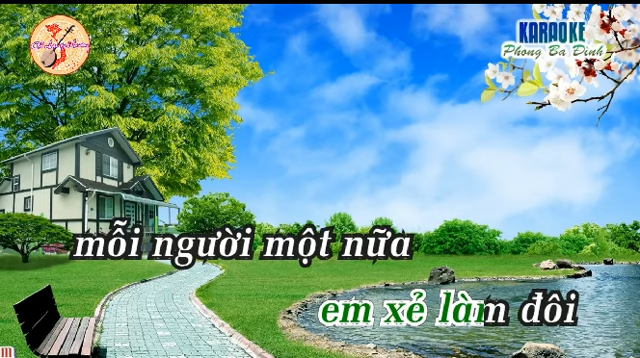 KARAOKE
Phong Ba Đình
mỗi người một nữa
em xẻ làm đôi